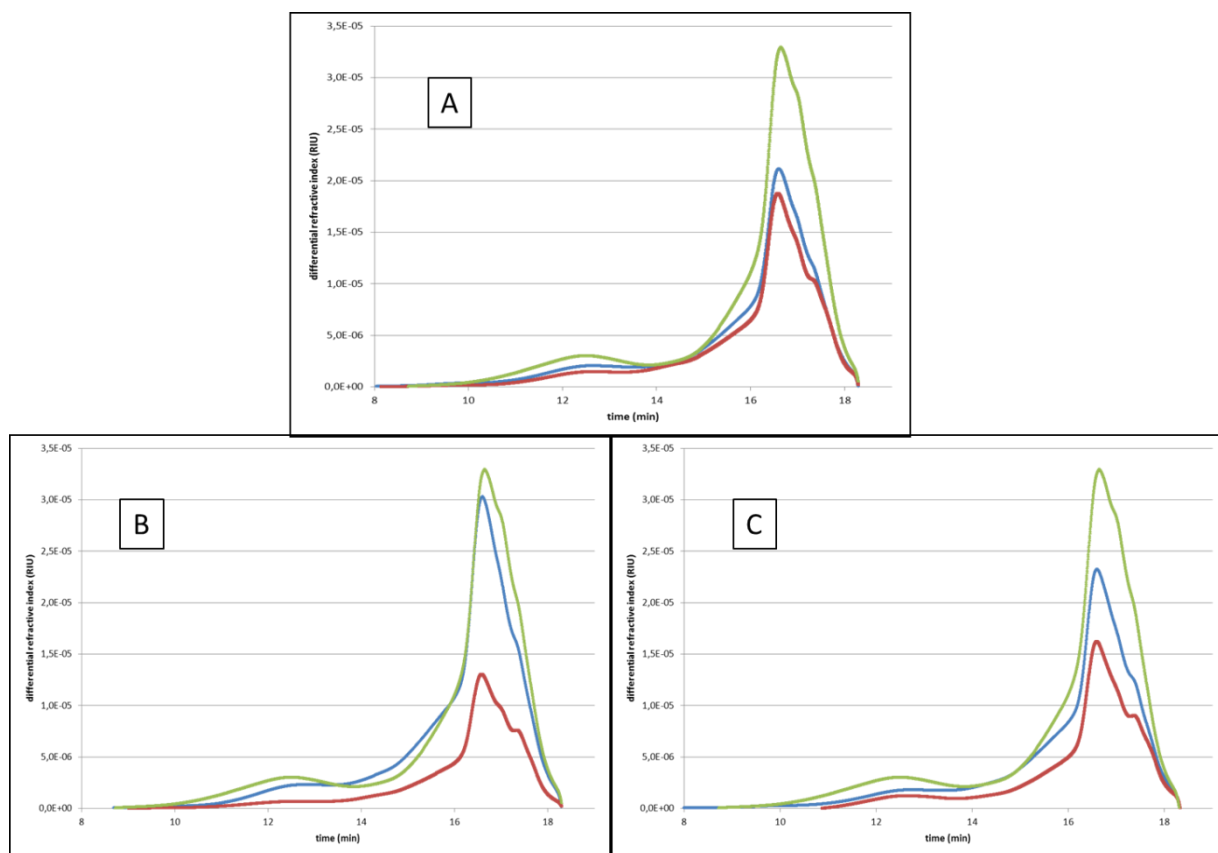 3,5E-05
3,0E-05
2,5E-05
2,0E-05
1,5E-05
1,0E-05
5,0E-06
0,0E+00
differential refractive index (RIU)
A
8 10 12 14 16 18
time (min)
3,5E-05
3,0E-05
2,5E-05
2,0E-05
1,5E-05
1,0E-05
5,0E-06
0,0E+00
differential refractive index (RIU)
B
8 10 12 14 16 18
time (min)
3,5E-05
3,0E-05
2,5E-05
2,0E-05
1,5E-05
1,0E-05
5,0E-06
0,0E+00
differential refractive index (RIU)
C
8 10 12 14 16 18
time (min)